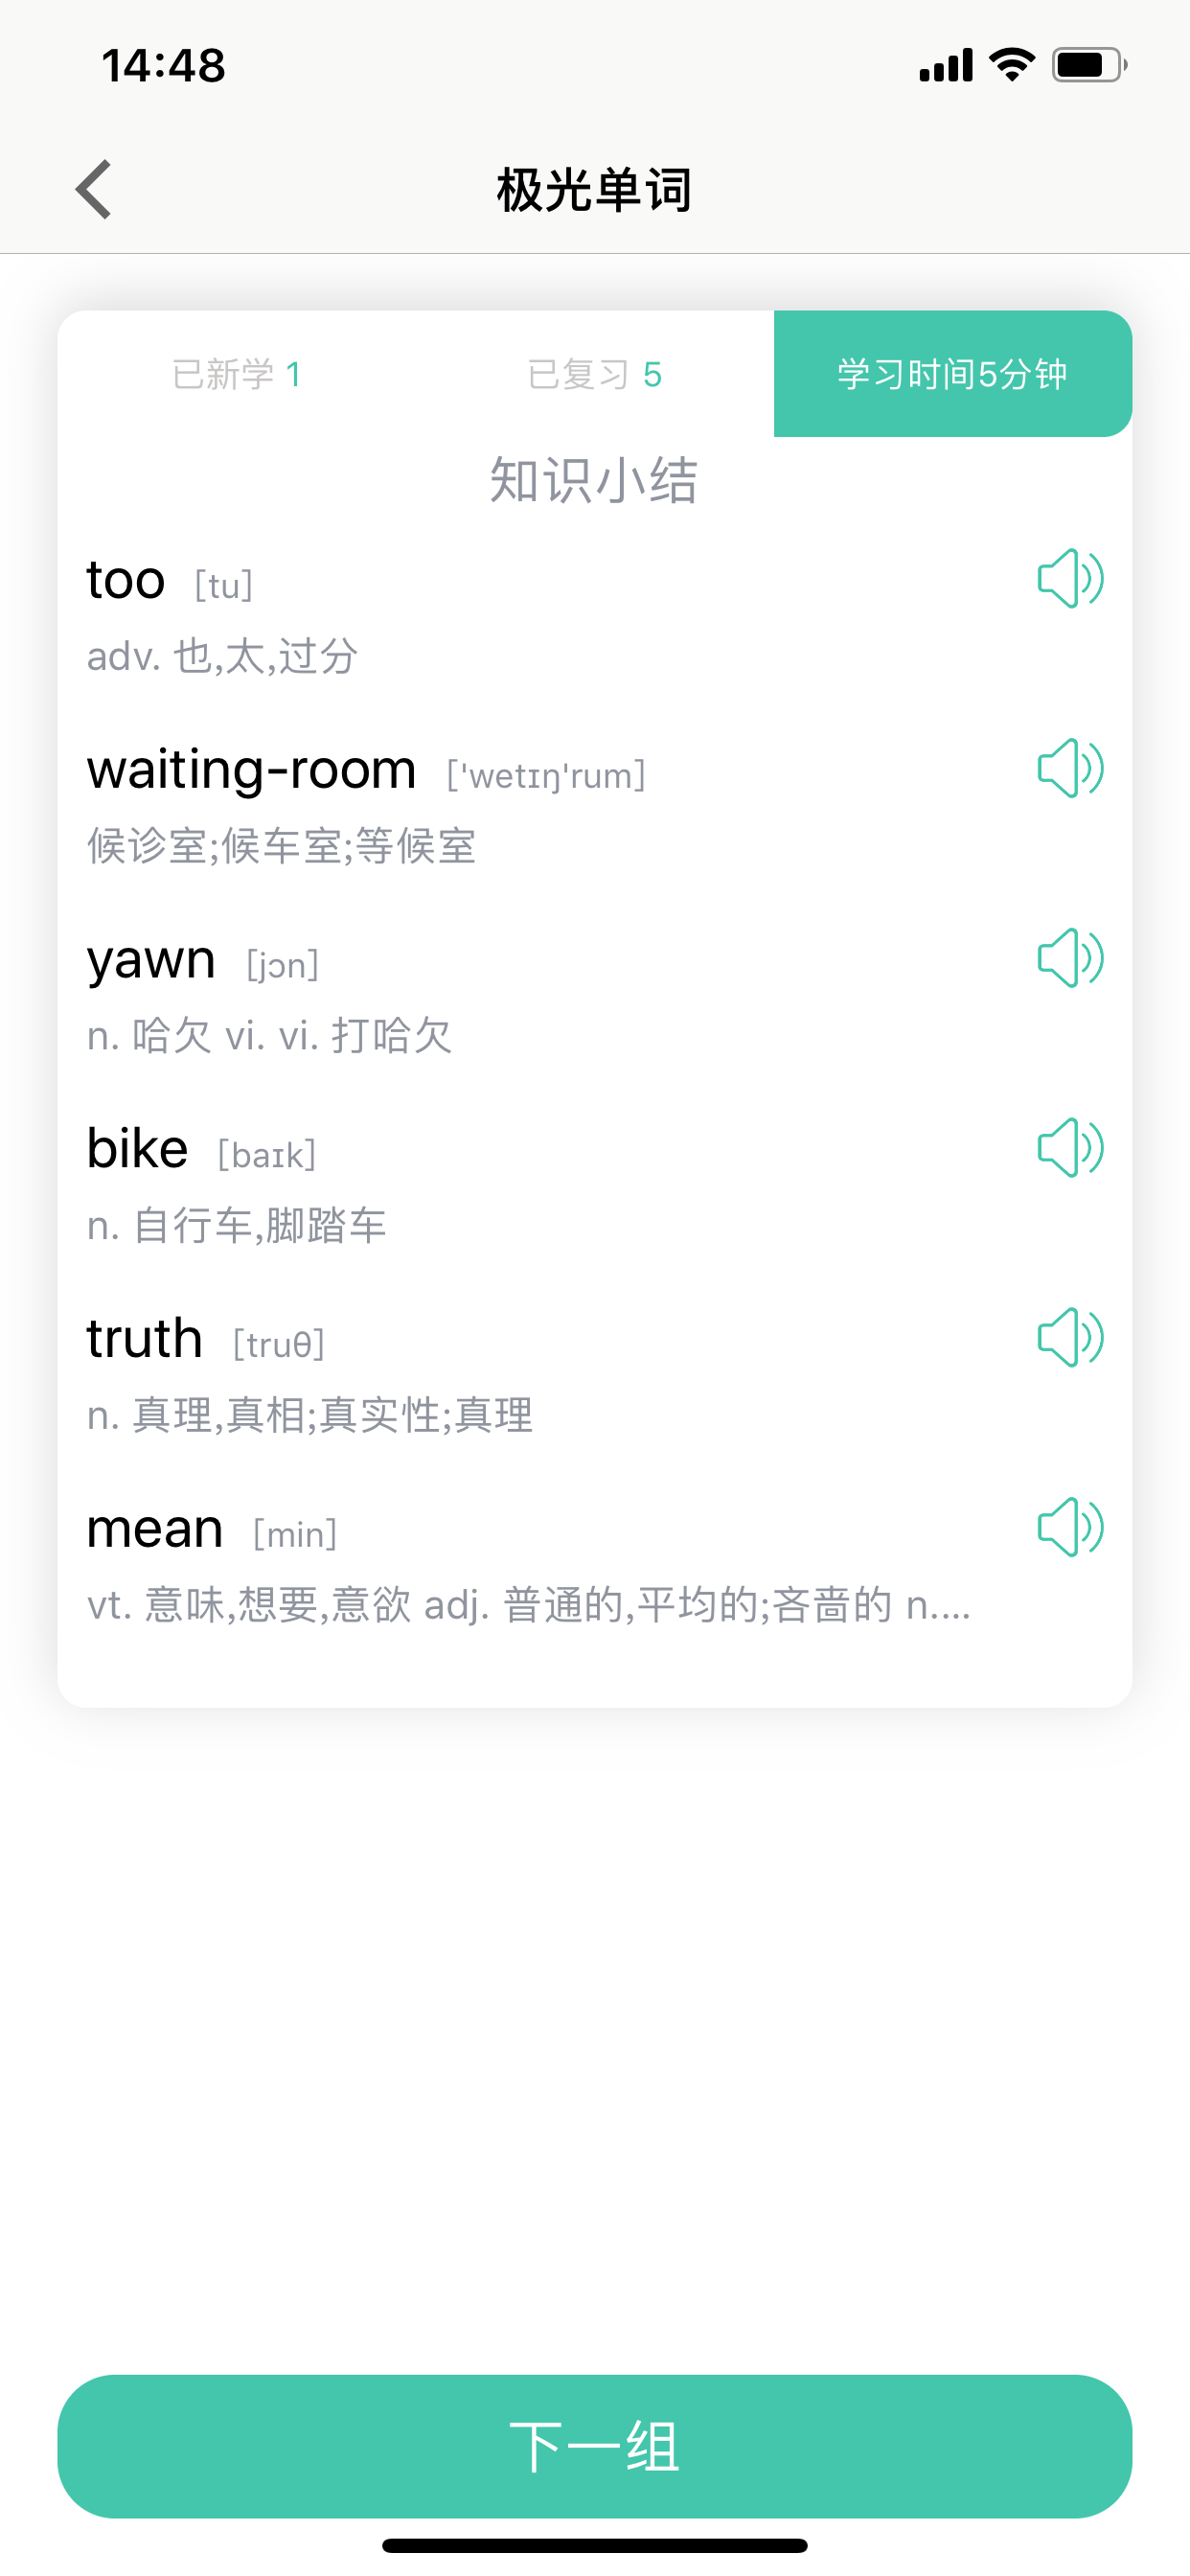 14:48
极光单词
已新学 1
已复习 5
学习时间5分钟
知识小结
too [tu]
adv. 也,太,过分
waiting-room ['wetɪŋ'rum]
候诊室;候车室;等候室
yawn [jɔn]
n. 哈欠 vi. vi. 打哈欠
bike [baɪk]
n. 自行车,脚踏车
truth [truθ]
n. 真理,真相;真实性;真理
mean [min]
vt. 意味,想要,意欲 adj. 普通的,平均的;吝啬的 n....
下一组